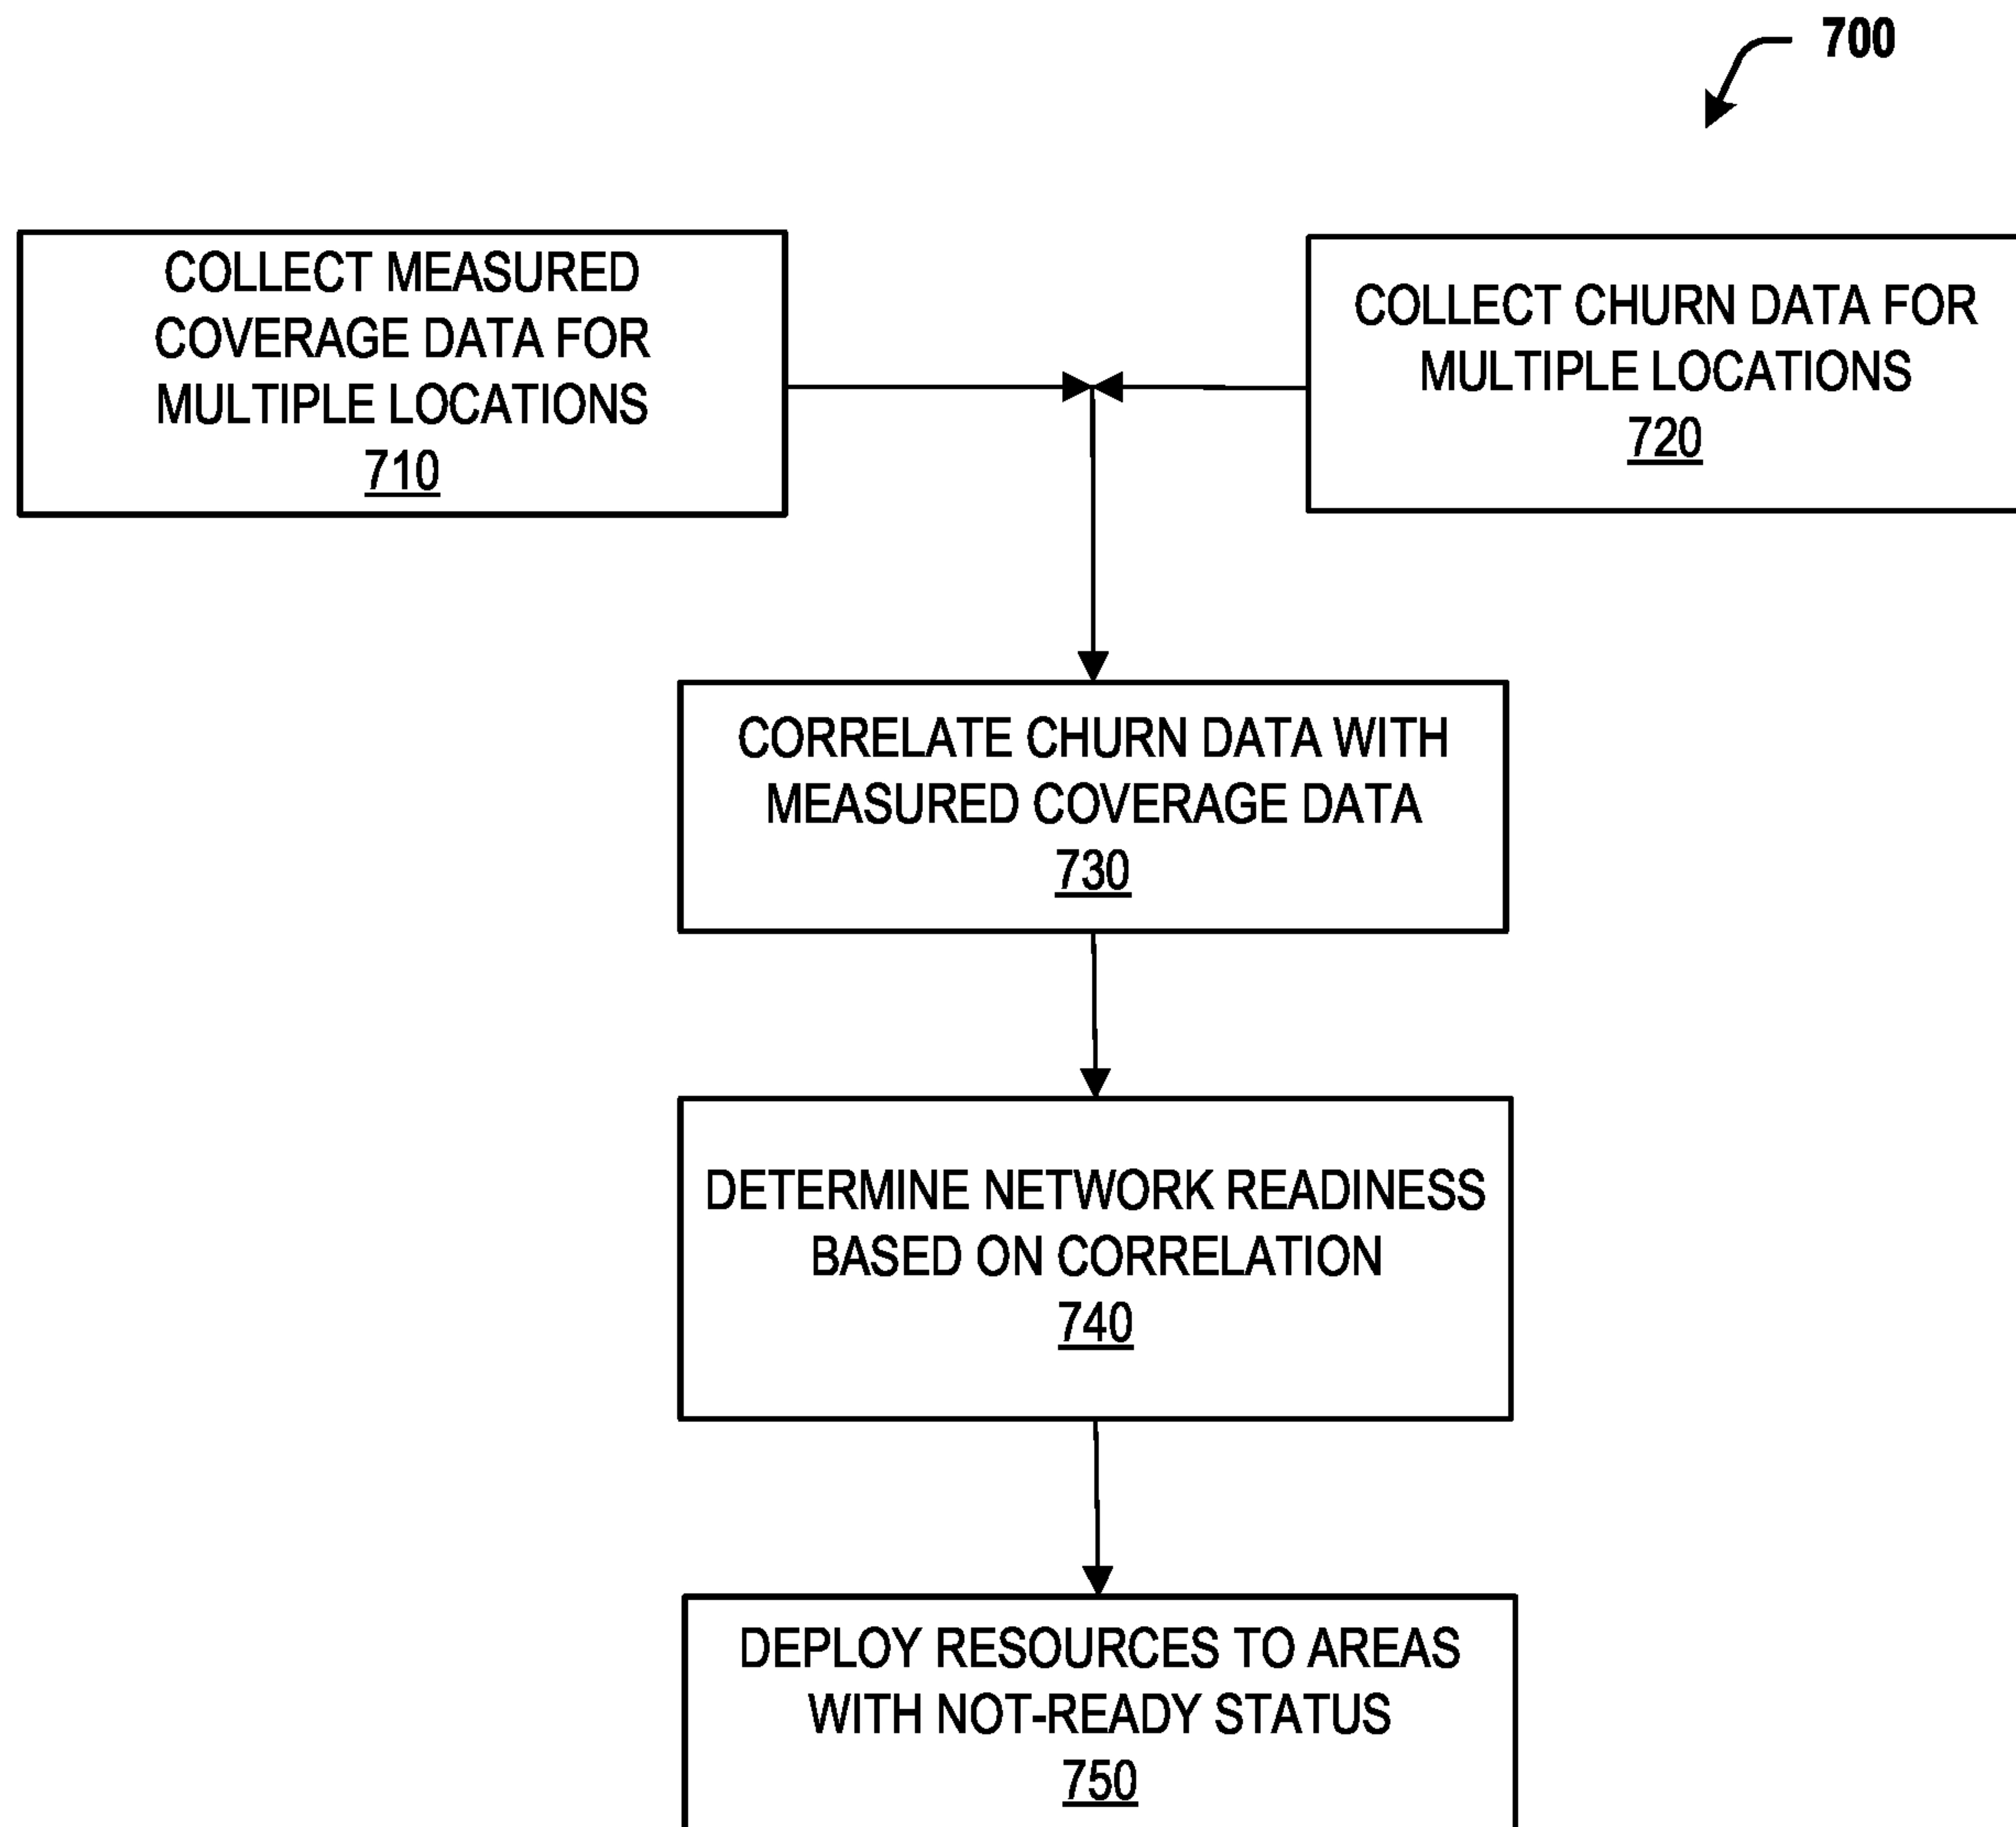 700
COLLECT MEASURED
COVERAGE DATA FOR
MULTIPLE LOCATIONS
710
COLLECT CHURN DATA FOR
MULTIPLE LOCATIONS
720
CORRELATE CHURN DATA WITH
MEASURED COVERAGE DATA
730
DETERMINE NETWORK READINESS
BASED ON CORRELATION
740
DEPLOY RESOURCES TO AREAS
WITH NOT-READY STATUS
750